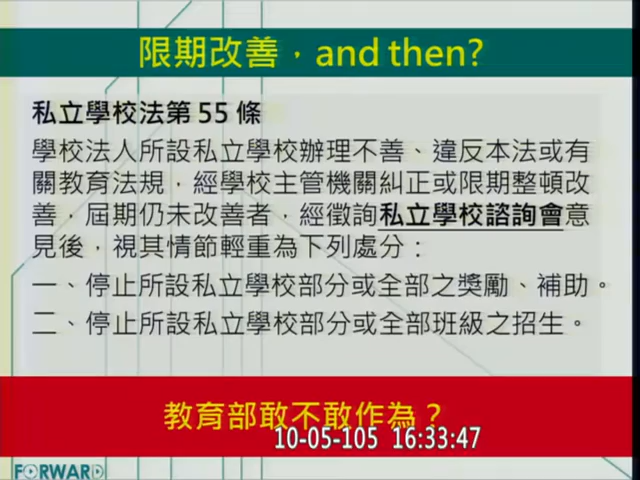 限期改善，and then?
私立學校法第 55 條
學校法人所設私立學校辦理不善、違反本法或有
關教育法規，經學校主管機關糾正或限期整頓改
善，屆期仍未改善者，經徵詢私立學校諮詢會意
見後，視其情節輕重為下列處分：
一、停止所設私立學校部分或全部之獎勵、補助。
二、停止所設私立學校部分或全部班級之招生。
教育部敢不敢作為？
10-05-105 16:33:47
FORWARD